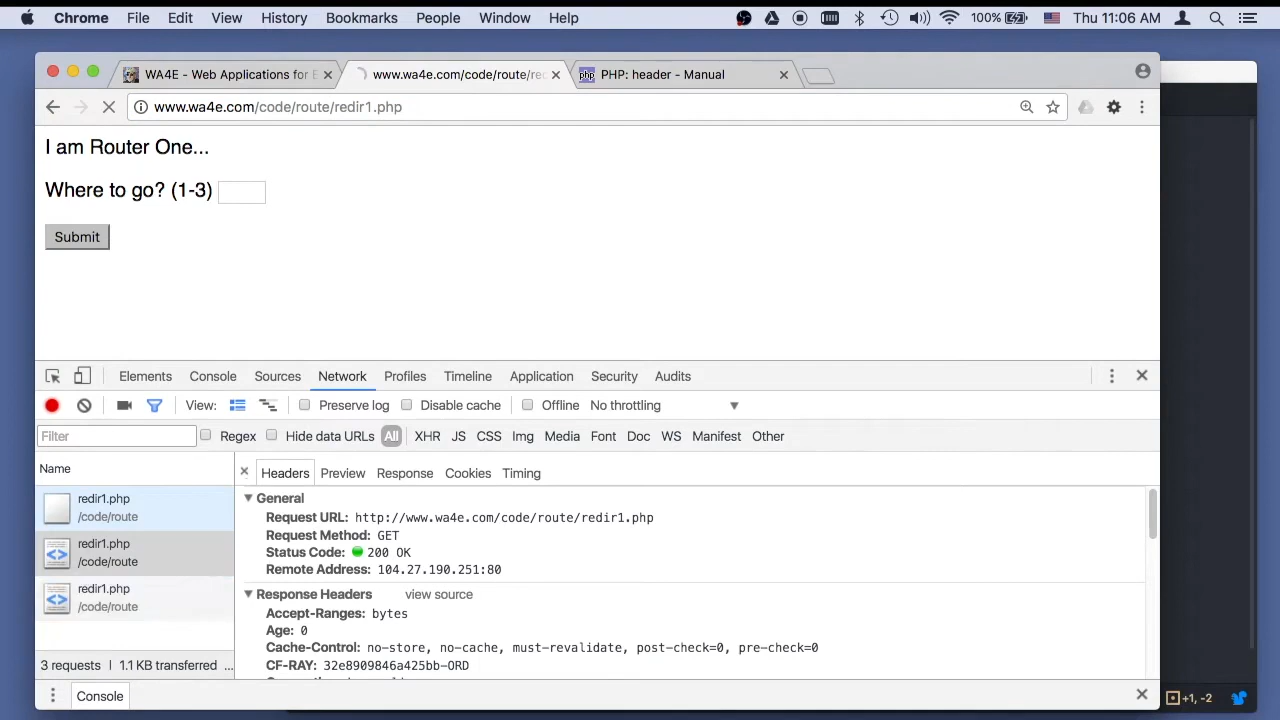 Chrome File Edit View History Bookmarks People Window Help 100% Thu 11:06 AM
WA4E - Web Applications for E
www.wa4e.com/code/route/red
PHP: header - Manual
www.wa4e.com/code/route/redir1.php
I am Router One...
Where to go? (1-3)
Submit
Elements Console Sources Network Profiles Timeline Application Security Audits
View: Preserve log Disable cache Offline No throttling
Filter Regex Hide data URLs All XHR JS CSS Img Media Font Doc WS Manifest Other
Name
redir1.php
/code/route
redir1.php
/code/route
redir1.php
/code/route
3 requests | 1.1 KB transferred ...
Headers Preview Response Cookies Timing
General
Request URL: http://www.wa4e.com/code/route/redir1.php
Request Method: GET
Status Code: 200 OK
Remote Address: 104.27.190.251:80
Response Headers view source
Accept-Ranges: bytes
Age: 0
Cache-Control: no-store, no-cache, must-revalidate, post-check=0, pre-check=0
CF-RAY: 32e8909846a425bb-ORD
Console
+1, -2